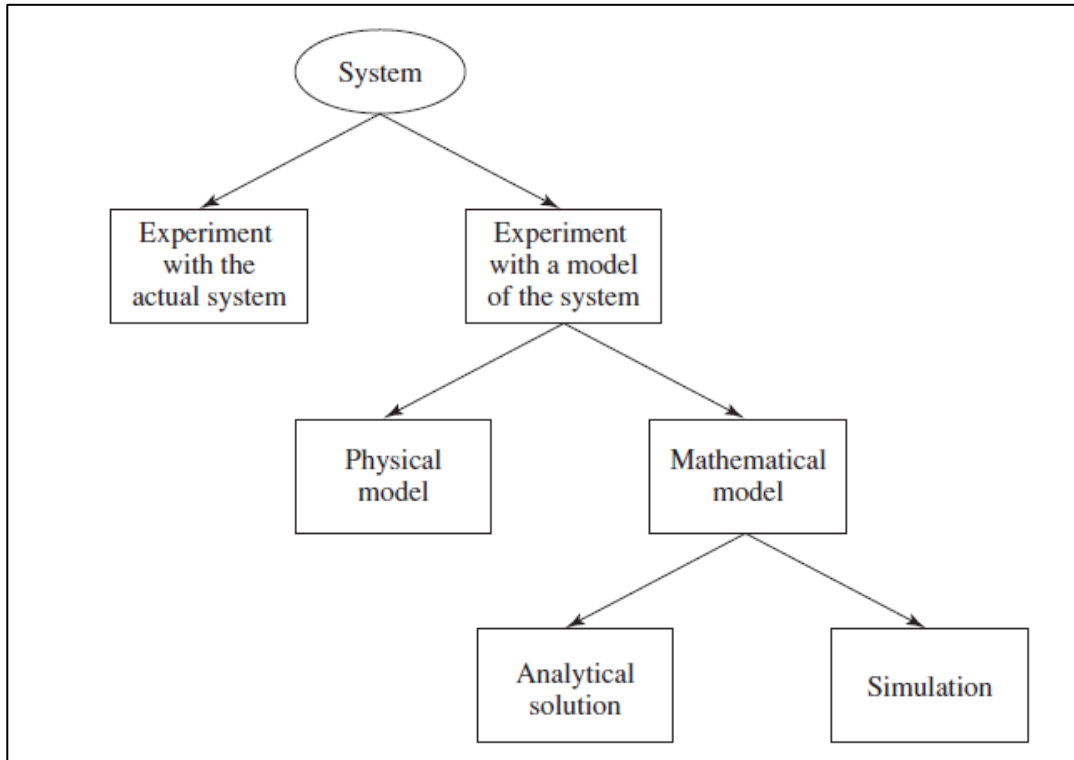 System
Experiment
with the
actual system
Experiment
with a model
of the system
Physical
model
Mathematical
model
Analytical
solution
Simulation